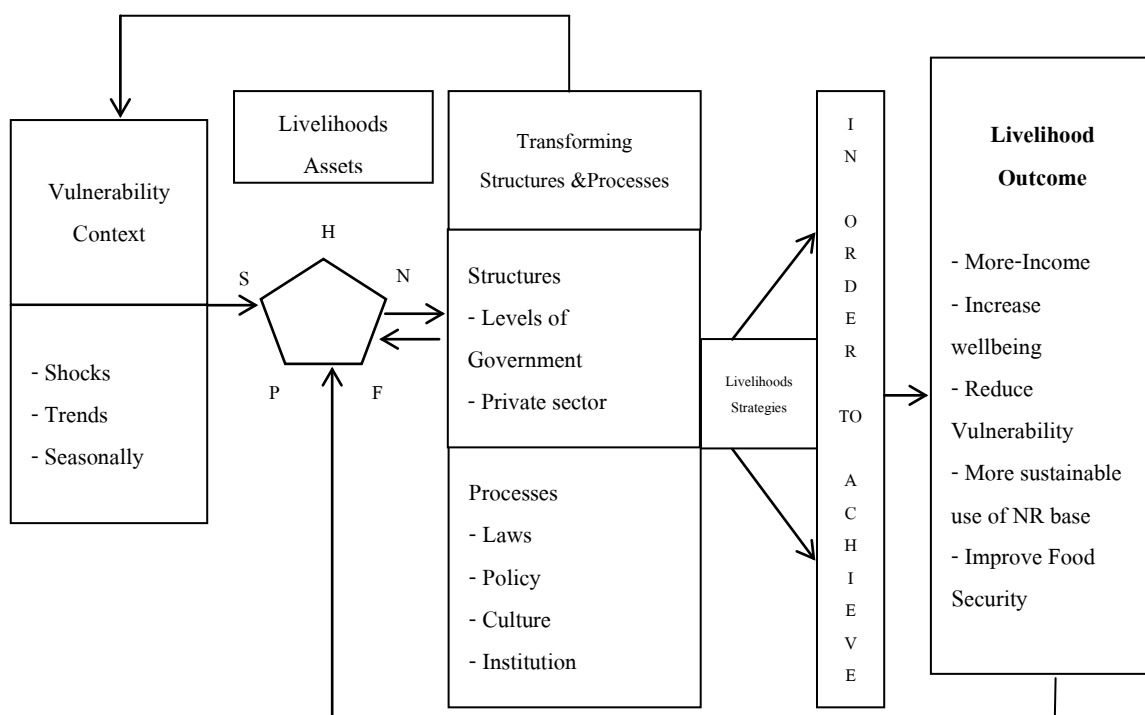 Vulnerability
Context
- Shocks
- Trends
- Seasonally
Livelihoods
Assets
H
S
N
P
F
Transforming
Structures &Processes
Structures
- Levels of
Government
- Private sector
Processes
- Laws
- Policy
- Culture
- Institution
Livelihoods
Strategies
I
N
O
R
D
E
R
TO
A
C
H
I
E
V
E
Livelihood
Outcome
- More-Income
- Increase
wellbeing
- Reduce
Vulnerability
- More sustainable
use of NR base
- Improve Food
Security